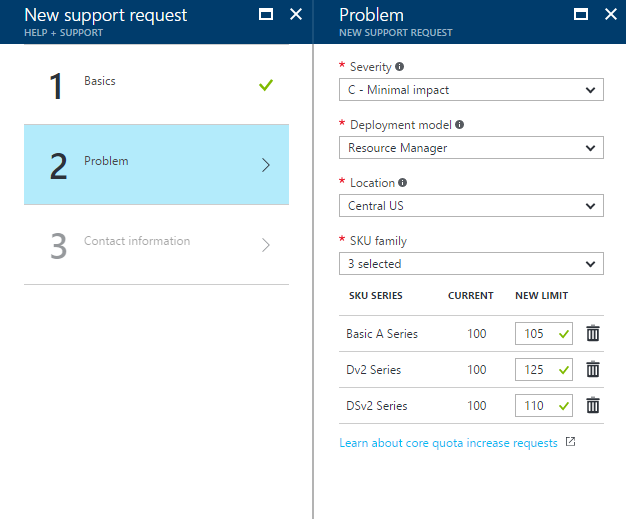 New support request
HELP + SUPPORT
1 Basics
2 Problem
3 Contact information
Problem
NEW SUPPORT REQUEST
* Severity
C - Minimal impact
* Deployment model
Resource Manager
* Location
Central US
* SKU family
3 selected
SKU SERIES CURRENT NEW LIMIT
Basic A Series 100 105
Dv2 Series 100 125
DSv2 Series 100 110
Learn about core quota increase requests